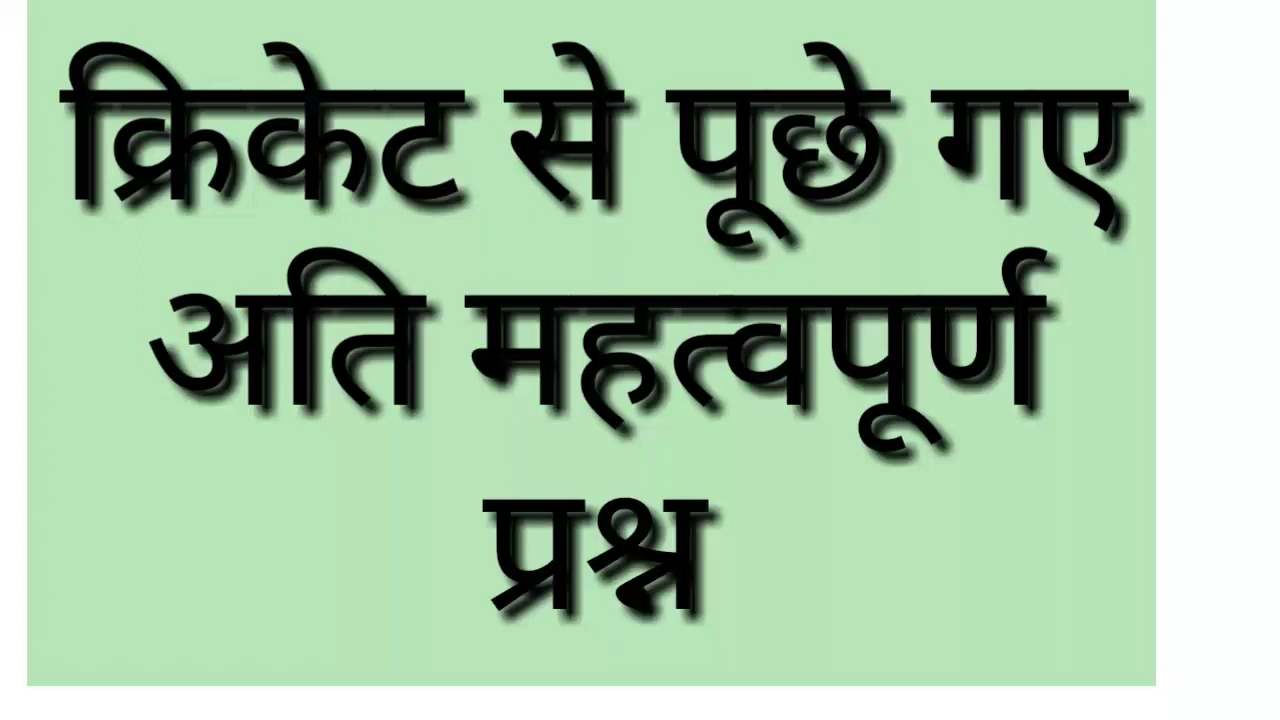 क्रिकेट से पूछे गए
अति महत्वपूर्ण
प्रश्न